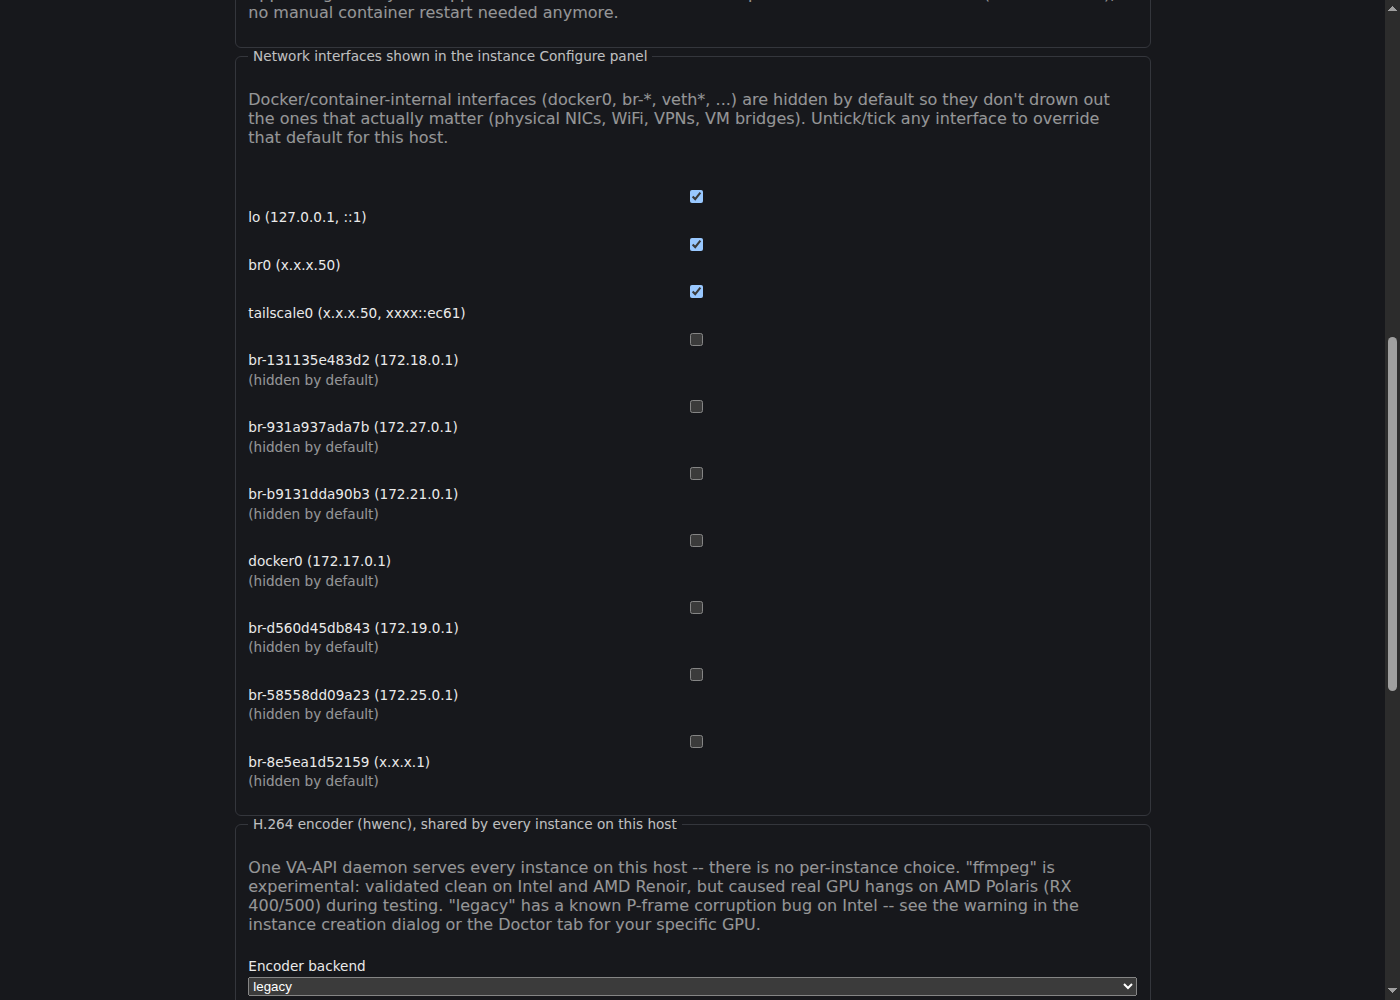 no manual container restart needed anymore.
Network interfaces shown in the instance Configure panel
Docker/container-internal interfaces (docker0, br-*, veth*, ...) are hidden by default so they don't drown out
the ones that actually matter (physical NICs, WiFi, VPNs, VM bridges). Untick/tick any interface to override
that default for this host.
lo (127.0.0.1, ::1)
br0 (x.x.x.50)
tailscale0 (x.x.x.50, xxxx::ec61)
br-131135e483d2 (172.18.0.1)
(hidden by default)
br-931a937ada7b (172.27.0.1)
(hidden by default)
br-b9131dda90b3 (172.21.0.1)
(hidden by default)
docker0 (172.17.0.1)
(hidden by default)
br-d560d45db843 (172.19.0.1)
(hidden by default)
br-58558dd09a23 (172.25.0.1)
(hidden by default)
br-8e5ea1d52159 (x.x.x.1)
(hidden by default)
H.264 encoder (hwenc), shared by every instance on this host
One VA-API daemon serves every instance on this host -- there is no per-instance choice. "ffmpeg" is
experimental: validated clean on Intel and AMD Renoir, but caused real GPU hangs on AMD Polaris (RX
400/500) during testing. "legacy" has a known P-frame corruption bug on Intel -- see the warning in the
instance creation dialog or the Doctor tab for your specific GPU.
Encoder backend
legacy